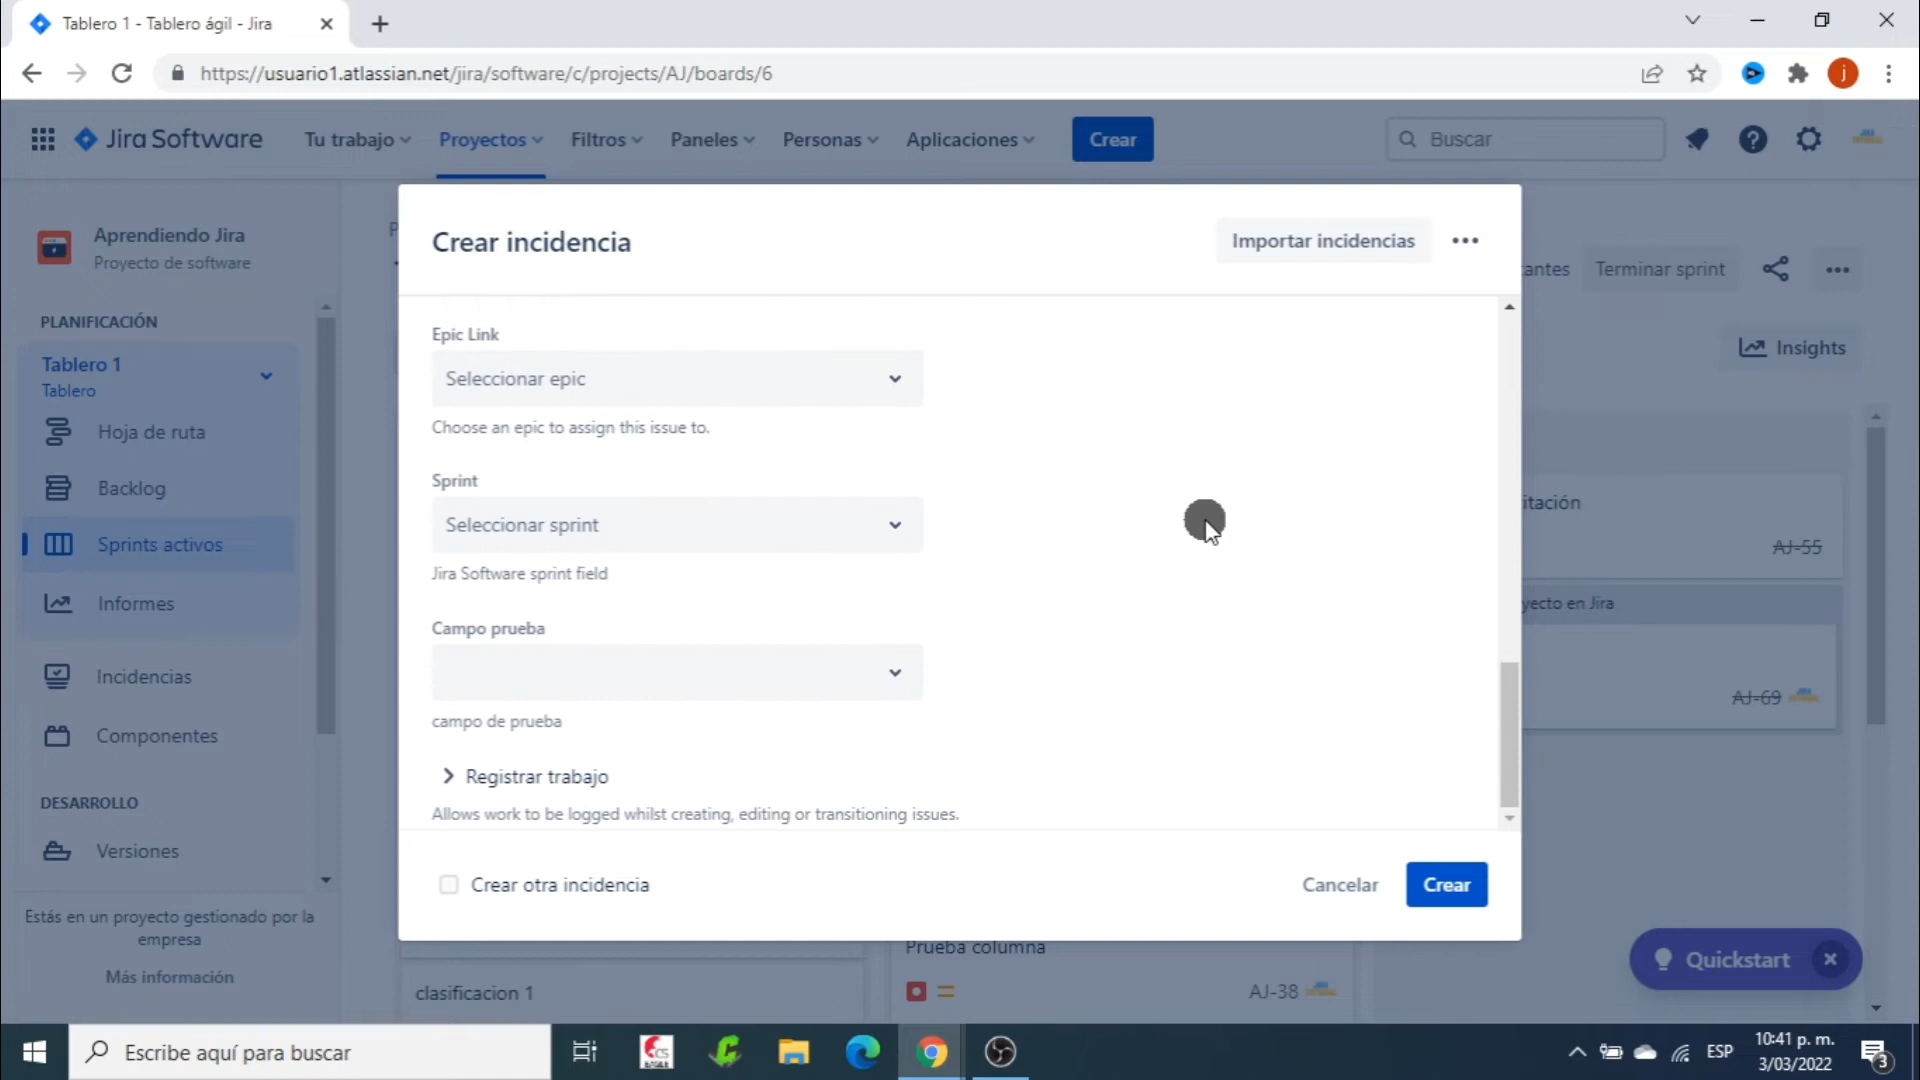 Tablero 1 - Tablero ágil - Jira
https://usuario1.atlassian.net/jira/software/c/projects/AJ/boards/6
j
Jira Software
Tu trabajo
Proyectos
Filtros
Paneles
Personas
Aplicaciones
Crear
Buscar
Aprendiendo Jira
Proyecto de software
PLANIFICACIÓN
Tablero 1
Tablero
Hoja de ruta
Backlog
Sprints activos
Informes
Incidencias
Componentes
DESARROLLO
Versiones
Estás en un proyecto gestionado por la
empresa
Más información
P
Crear incidencia
Importar incidencias
Epic Link
Seleccionar epic
Choose an epic to assign this issue to.
Sprint
Seleccionar sprint
Jira Software sprint field
Campo prueba
campo de prueba
Registrar trabajo
Allows work to be logged whilst creating, editing or transitioning issues.
Crear otra incidencia
Cancelar
Crear
antes
Terminar sprint
Insights
itación
AJ-55
yecto en Jira
AJ-69
clasificacion 1
Prueba columna
AJ-38
Quickstart
Escribe aquí para buscar
CS
EAGLE
ESP
10:41 p. m.
3/03/2022
3